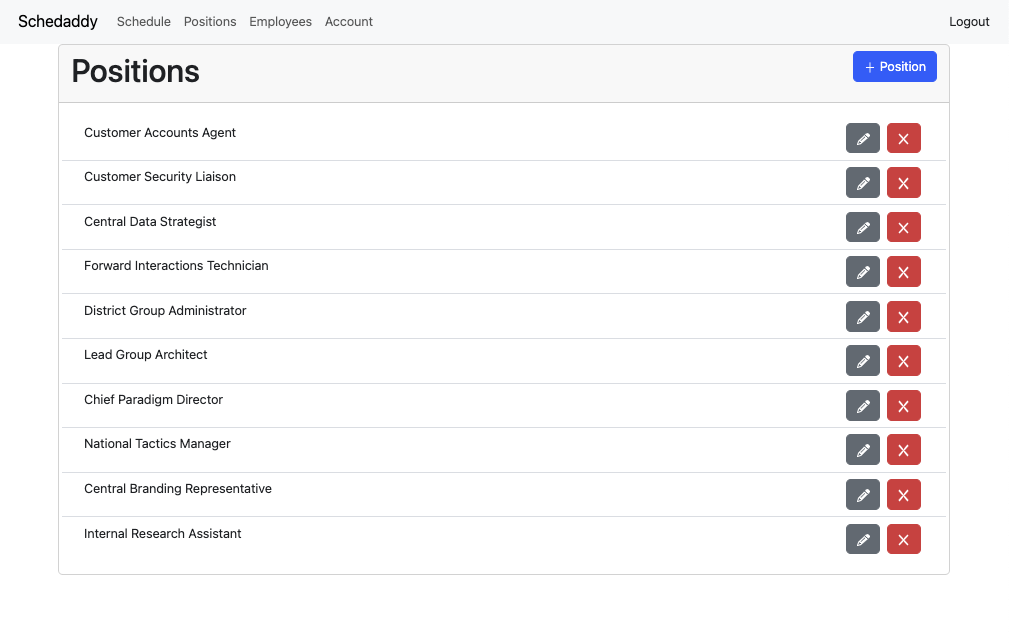 Schedaddy Schedule Positions Employees Account Logout
Positions
+ Position
Customer Accounts Agent
Customer Security Liaison
Central Data Strategist
Forward Interactions Technician
District Group Administrator
Lead Group Architect
Chief Paradigm Director
National Tactics Manager
Central Branding Representative
Internal Research Assistant